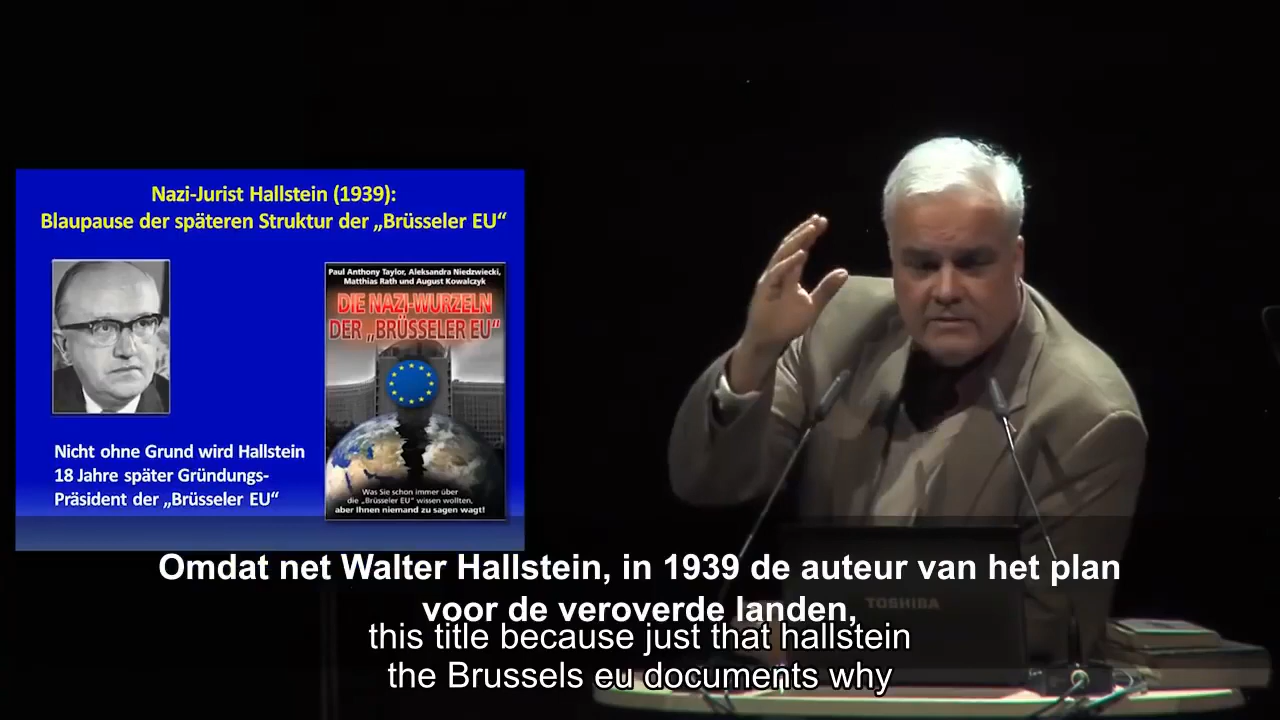 Nazi-Jurist Hallstein (1939):
Blaupause der späteren Struktur der „Brüsseler EU“
Paul Anthony Taylor, Aleksandra Niedzwiecki,
Matthias Rath und August Kowalczyk
DIE NAZI-WURZELN
DER „BRÜSSELER EU“
Was Sie schon immer über
die „Brüsseler EU“ wissen wollten,
aber Ihnen niemand zu sagen wagt!
Nicht ohne Grund wird Hallstein
18 Jahre später Gründungs-
Präsident der „Brüsseler EU“
Omdat net Walter Hallstein, in 1939 de auteur van het plan
voor de veroverde landen,
TOSHIBA
this title because just that hallstein
the Brussels eu documents why